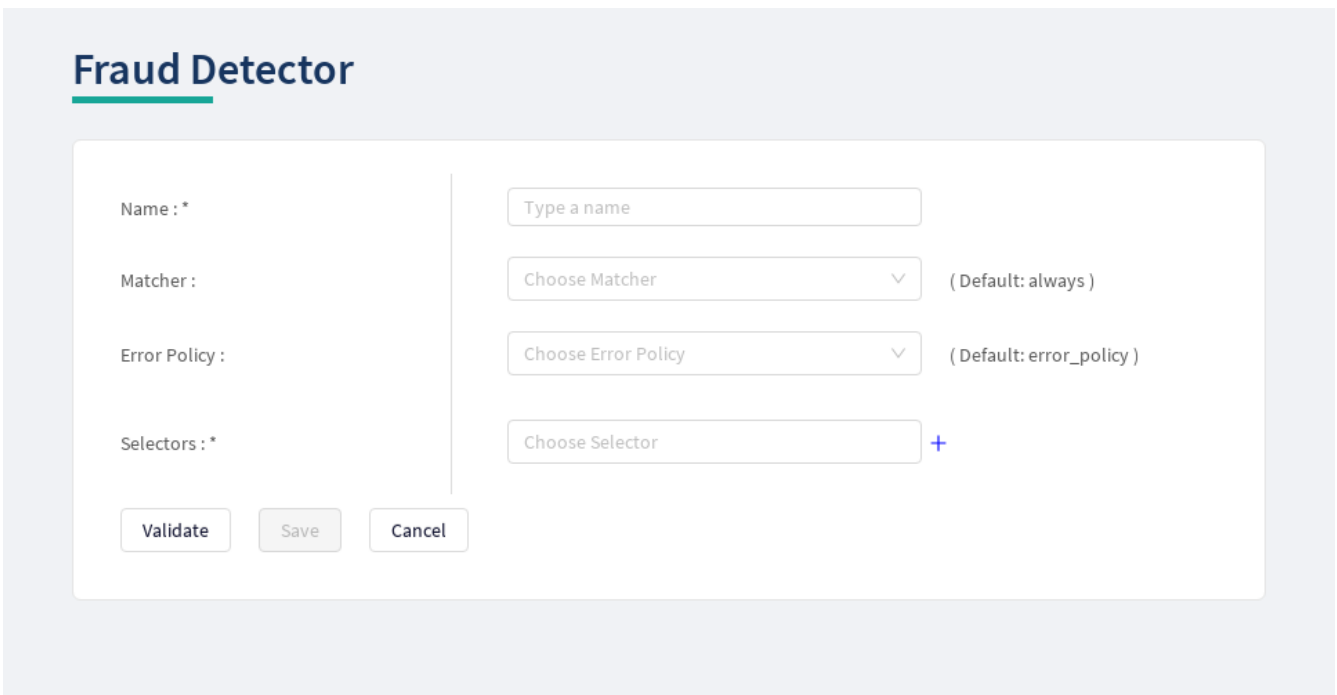 Fraud Detector
Name : * Type a name
Matcher : Choose Matcher ( Default: always )
Error Policy : Choose Error Policy ( Default: error_policy )
Selectors : * Choose Selector +
Validate Save Cancel